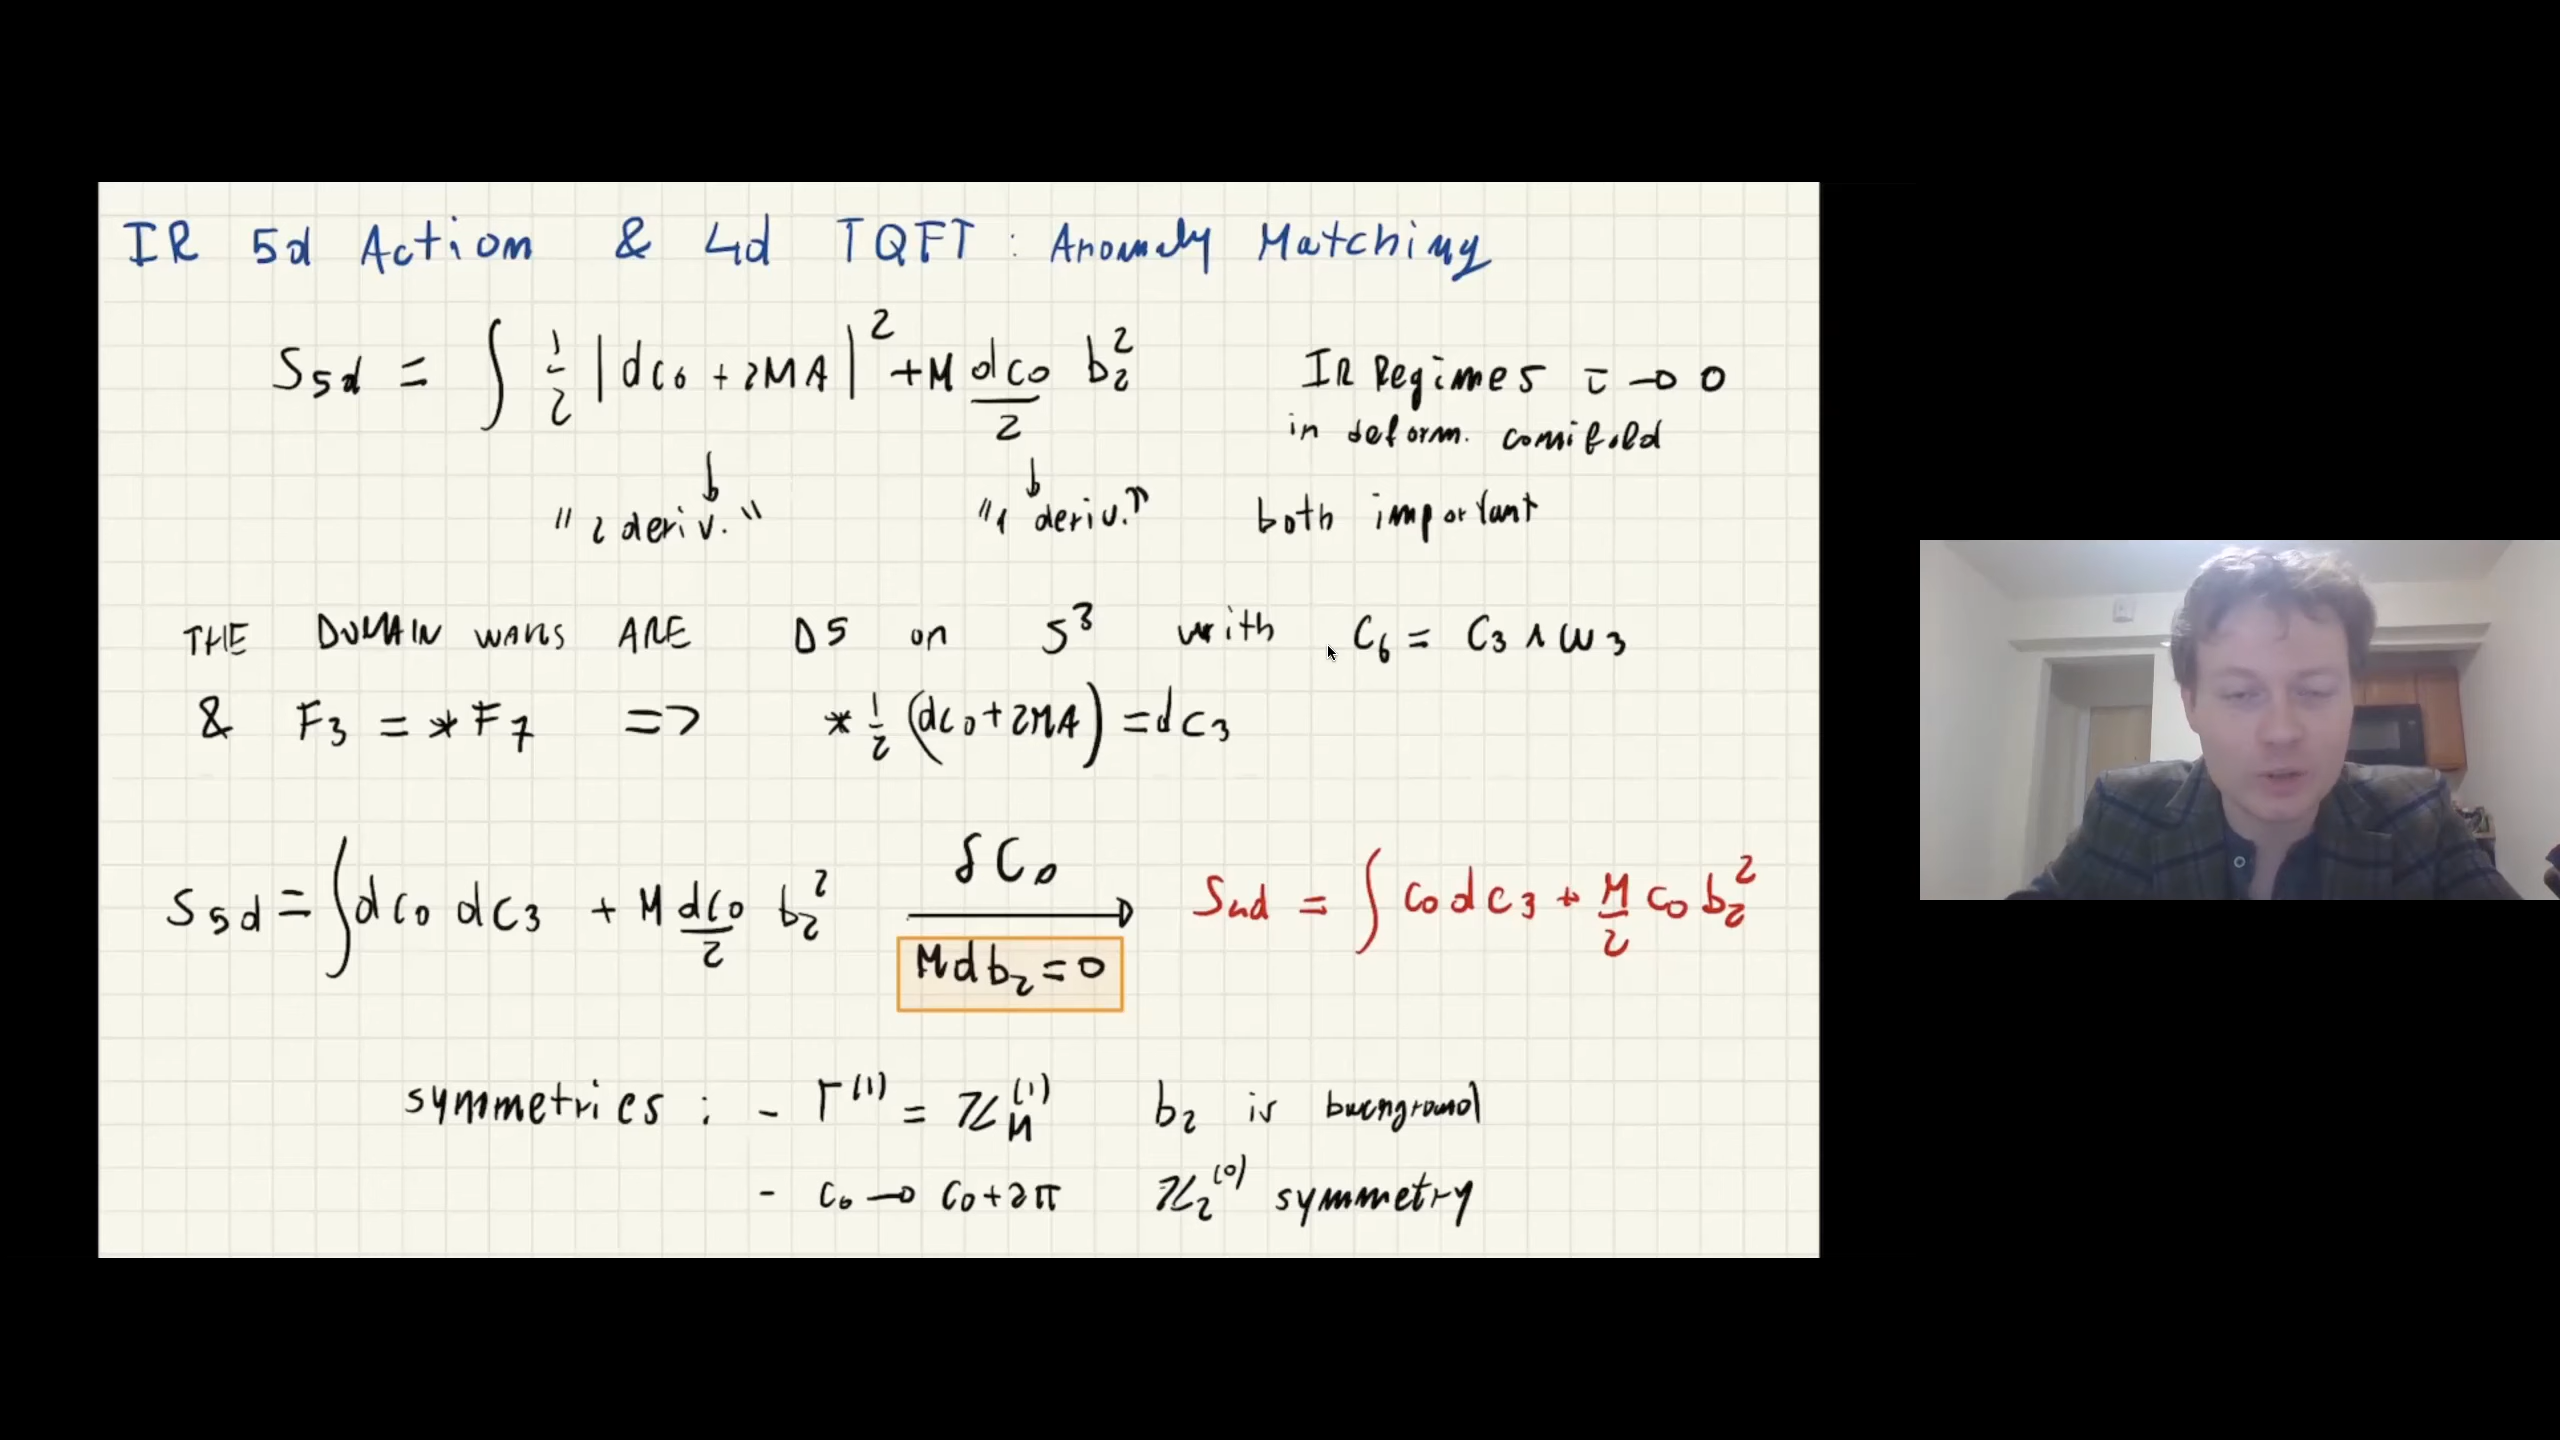 IR 5d Action & 4d TQFT : Anomaly Matching
S5d = ∫ 1/2 |dc0 + 2MA|^2 + M dc0/2 b2^2 IR Regimes τ → 0
in deform. conifold
"2 deriv." "1 deriv." both important
THE DOMAIN WALLS ARE D5 on S^3 with C6 = C3 ∧ ω3
& F3 = *F7 => * 1/2 (dc0 + 2MA) = dc3
S5d = ∫ dc0 dc3 + M dc0/2 b2^2 δC0 → S4d = ∫ c0 dc3 + M/2 c0 b2^2
Mdb2 = 0
symmetries : - Γ^(1) = ℤ_M^(1) b2 is background
- c0 → c0 + 2π ℤ2^(0) symmetry